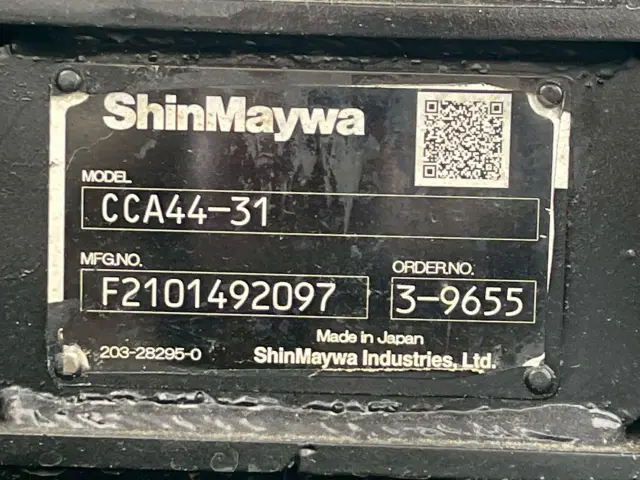 ShinMaywa
MODEL
CCA44-31
MFG.NO.
F2101492097
ORDER.NO.
3-9655
Made in Japan
203-28295-0
ShinMaywa Industries, Ltd.